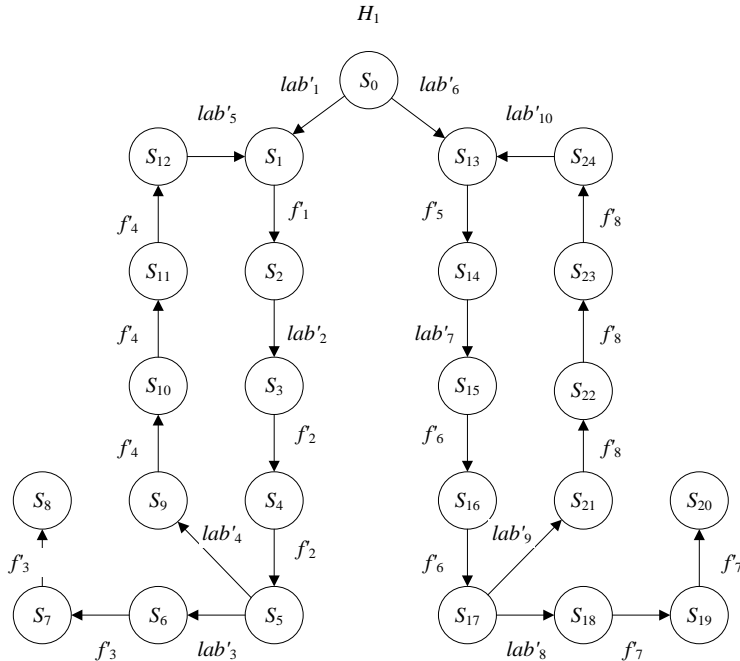 H₁
S₀
lab'₁ lab'₆
lab'₅ lab'₁₀
S₁₂ S₁ S₁₃ S₂₄
f'₄ f'₁ f'₅ f'₈
S₁₁ S₂ S₁₄ S₂₃
f'₄ lab'₂ lab'₇ f'₈
S₁₀ S₃ S₁₅ S₂₂
f'₄ f'₂ f'₆ f'₈
S₈ S₉ S₄ S₁₆ S₂₁ S₂₀
lab'₄ lab'₉
f'₃ f'₂ f'₆ f'₇
S₇ S₆ S₅ S₁₇ S₁₈ S₁₉
f'₃ lab'₃ lab'₈ f'₇